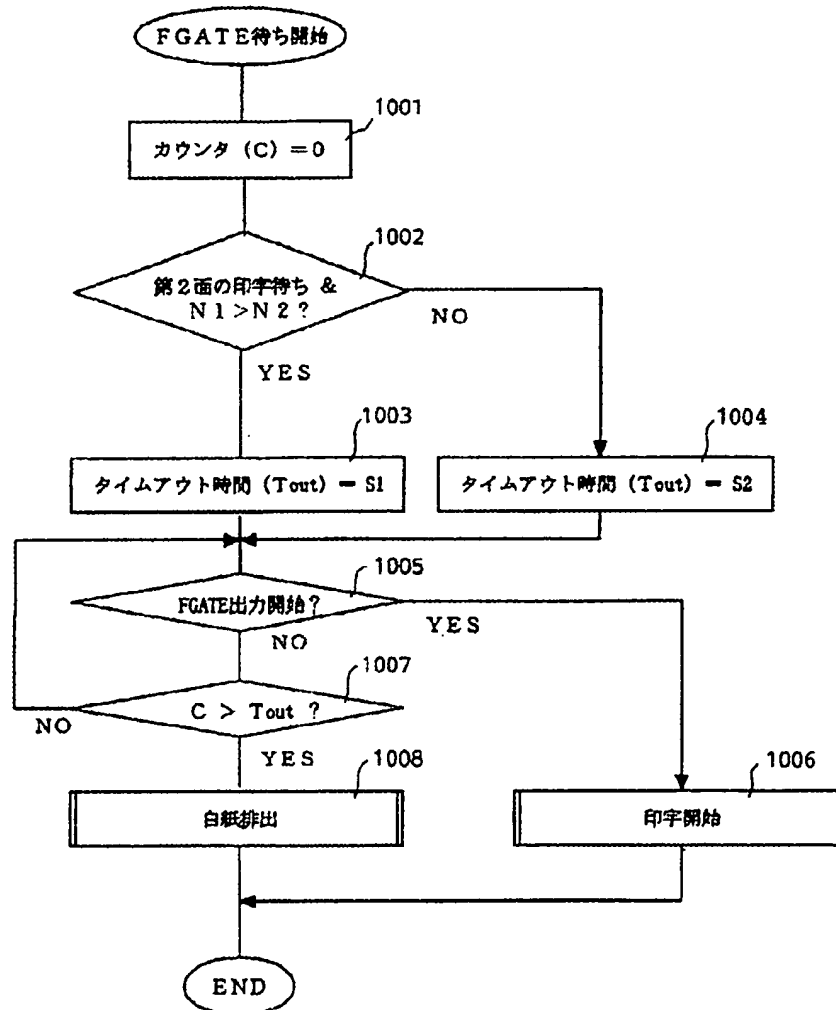 FGATE待ち開始
1001
カウンタ (C) =0
1002
第2面の印字待ち &
N1>N2?
NO
YES
1003
1004
タイムアウト時間 (Tout) = S1
タイムアウト時間 (Tout) = S2
1005
FGATE出力開始?
YES
NO
1007
C > Tout ?
NO
YES
1008
1006
白紙排出
印字開始
END